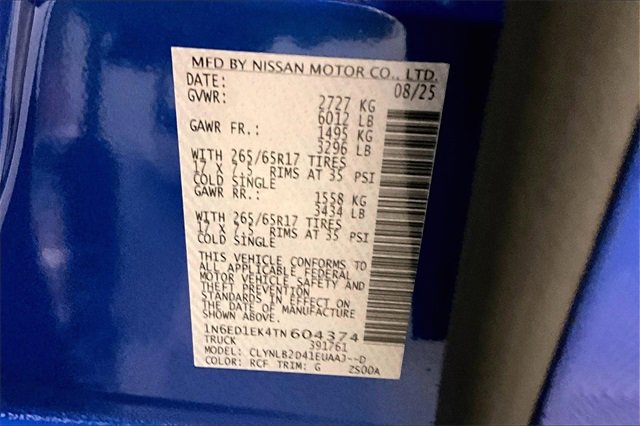 MFD BY NISSAN MOTOR CO., LTD.
DATE: 08/25
GVWR: 2727 KG
6012 LB
GAWR FR.: 1495 KG
3296 LB
WITH 265/65R17 TIRES
17 X 7.5 RIMS AT 35 PSI
COLD SINGLE
GAWR RR.: 1558 KG
3434 LB
WITH 265/65R17 TIRES
17 X 7.5 RIMS AT 35 PSI
COLD SINGLE
THIS VEHICLE CONFORMS TO
ALL APPLICABLE FEDERAL
MOTOR VEHICLE SAFETY AND
THEFT PREVENTION
STANDARDS IN EFFECT ON
THE DATE OF MANUFACTURE
SHOWN ABOVE.
1N6ED1EK4TN604374
TRUCK 391761
MODEL: CLYNLB2D41EUAAJ--D
COLOR: RCF TRIM: G 2S00A